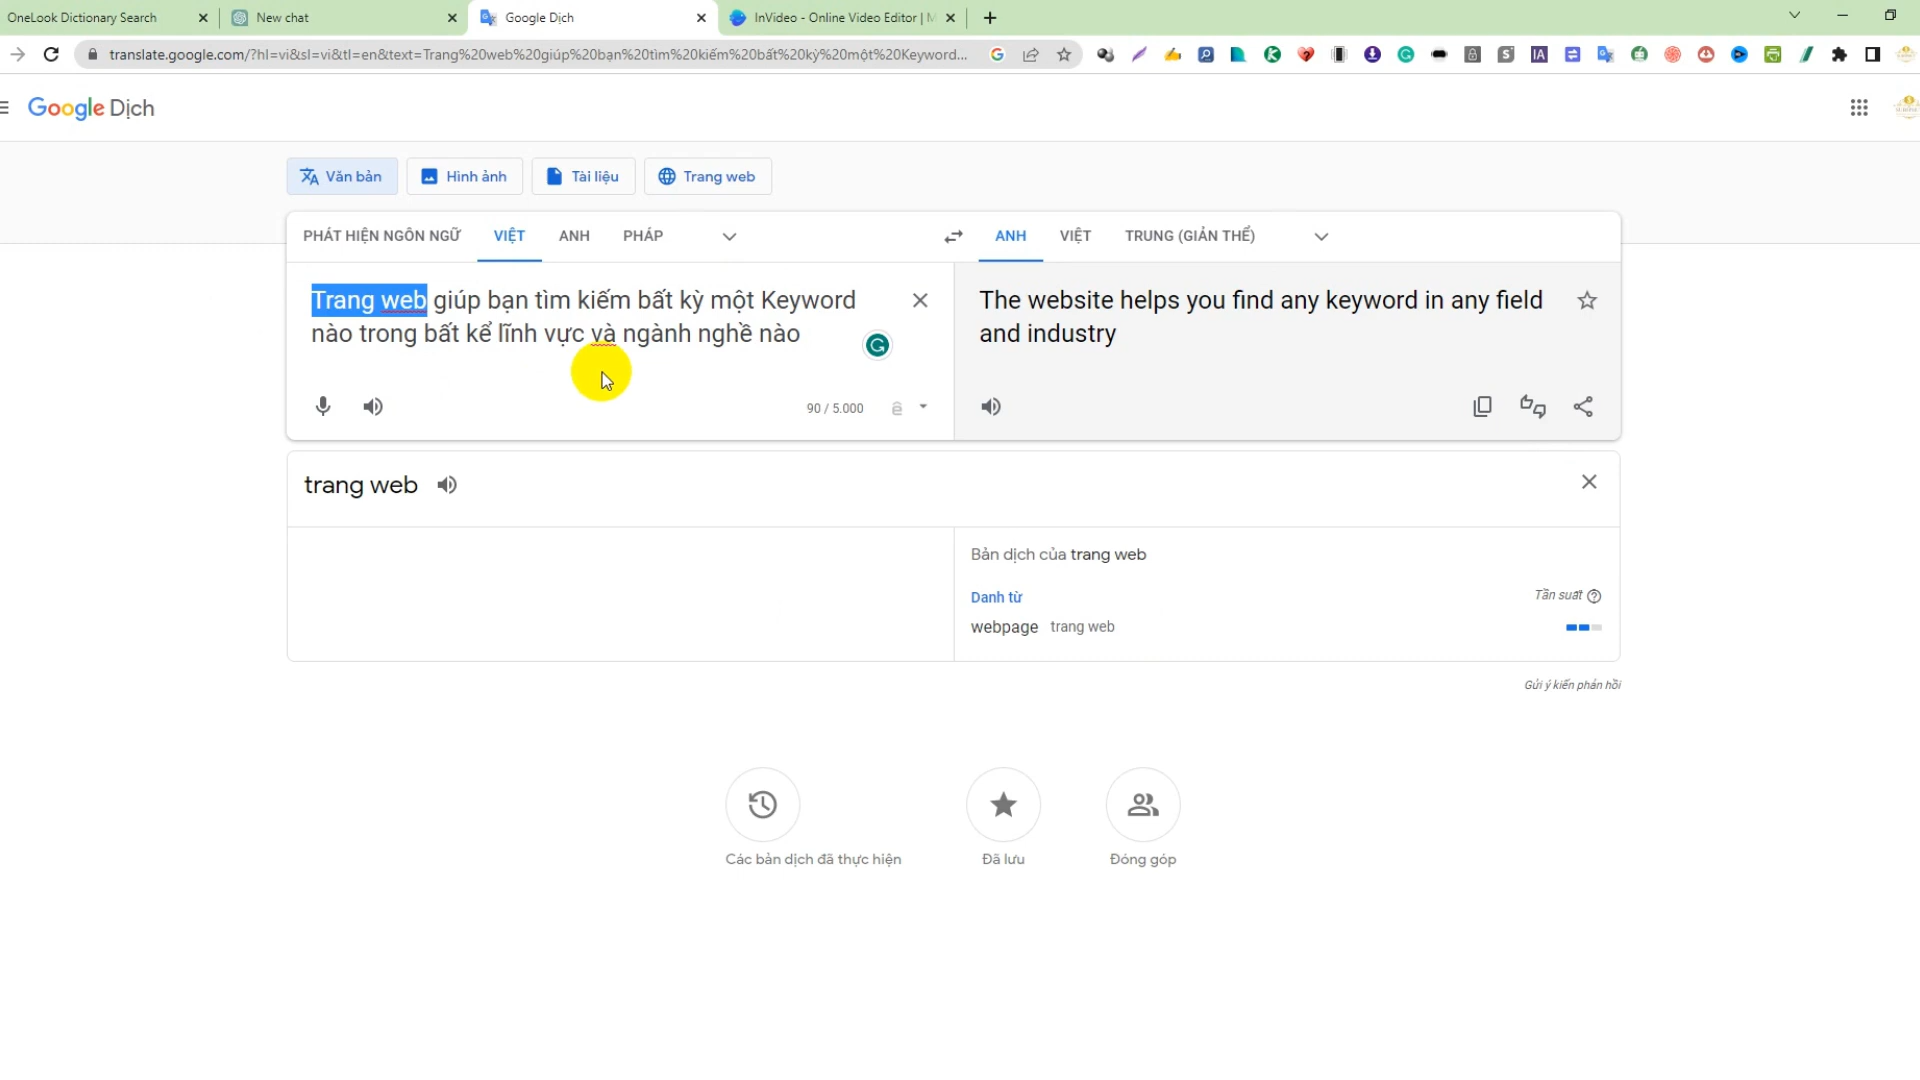 OneLook Dictionary Search
New chat
Google Dịch
InVideo - Online Video Editor | M
translate.google.com/?hl=vi&sl=vi&tl=en&text=Trang%20web%20giúp%20bạn%20tìm%20kiếm%20bất%20kỳ%20một%20Keyword...
Google Dịch
Văn bản
Hình ảnh
Tài liệu
Trang web
PHÁT HIỆN NGÔN NGỮ
VIỆT
ANH
PHÁP
ANH
VIỆT
TRUNG (GIẢN THỂ)
Trang web giúp bạn tìm kiếm bất kỳ một Keyword
nào trong bất kể lĩnh vực và ngành nghề nào
The website helps you find any keyword in any field
and industry
90 / 5.000
trang web
Bản dịch của trang web
Danh từ
Tần suất
webpage trang web
Gửi ý kiến phản hồi
Các bản dịch đã thực hiện
Đã lưu
Đóng góp